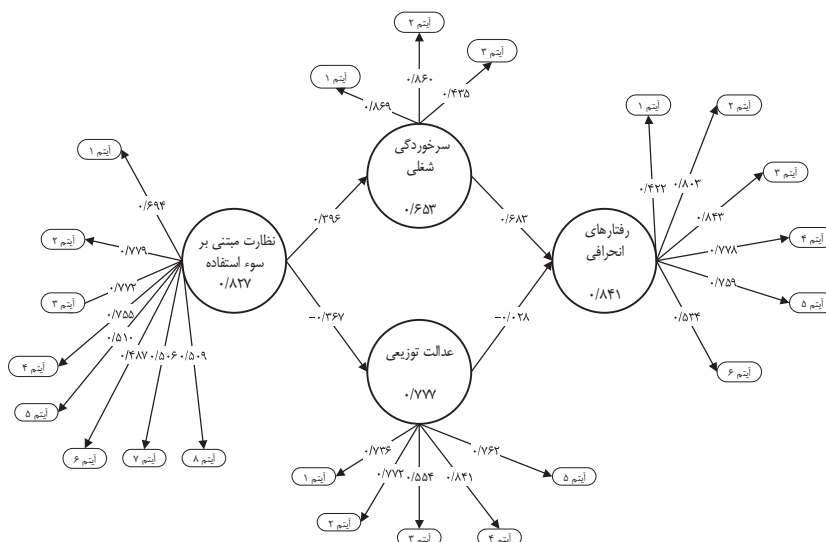 آیتم ۲
آیتم ۳
آیتم ۱
۰/۸۶۹
۰/۸۶۰
۰/۴۳۵
سرخوردگی
شغلی
۰/۶۵۳
آیتم ۱
آیتم ۲
آیتم ۳
آیتم ۴
آیتم ۵
آیتم ۶
۰/۴۲۲
۰/۸۰۳
۰/۸۴۳
۰/۷۷۸
۰/۷۵۹
۰/۵۳۴
رفتارهای
انحرافی
۰/۸۴۱
۰/۶۸۳
-۰/۰۲۸
۰/۳۹۶
-۰/۳۶۷
نظارت مبتنی بر
سوء استفاده
۰/۸۲۷
آیتم ۱
آیتم ۲
آیتم ۳
آیتم ۴
آیتم ۵
آیتم ۶
آیتم ۷
آیتم ۸
۰/۶۹۴
۰/۷۷۹
۰/۷۷۲
۰/۷۵۵
۰/۵۱۰
۰/۴۸۷
۰/۵۰۶
۰/۵۰۹
عدالت توزیعی
۰/۷۷۷
۰/۷۳۶
۰/۷۷۲
۰/۵۵۴
۰/۸۴۱
۰/۷۶۲
آیتم ۱
آیتم ۲
آیتم ۳
آیتم ۴
آیتم ۵